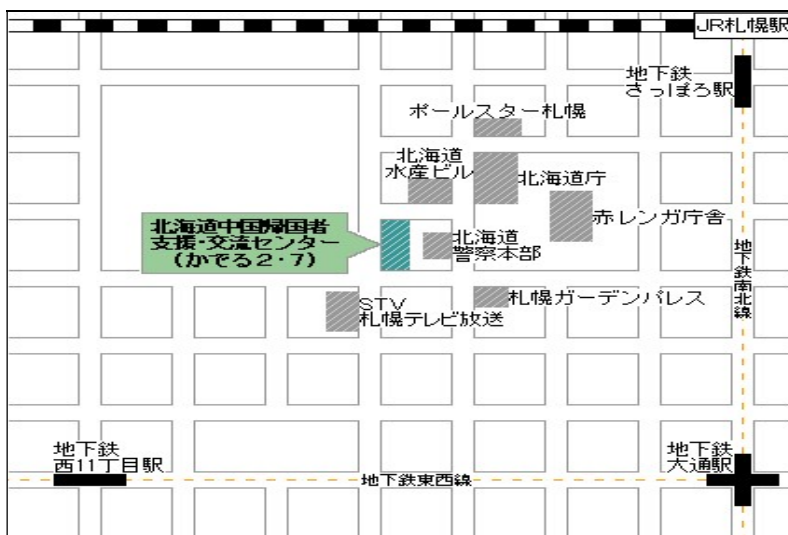 JR札幌駅
地下鉄
さっぽろ駅
ポールスター札幌
北海道
水産ビル
北海道庁
赤レンガ庁舎
北海道中国帰国者
支援・交流センター
(かでる2・7)
北海道
警察本部
地下鉄南北線
STV
札幌テレビ放送
札幌ガーデンパレス
地下鉄
西11丁目駅
地下鉄東西線
地下鉄
大通駅